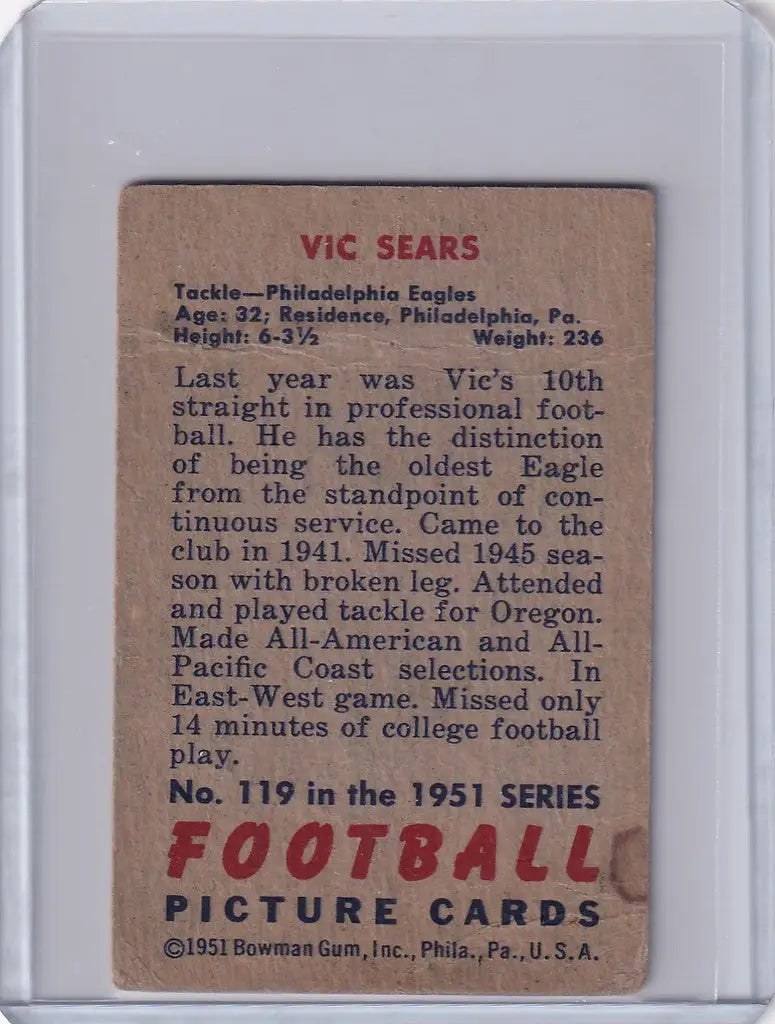 VIC SEARS
Tackle—Philadelphia Eagles
Age: 32; Residence, Philadelphia, Pa.
Height: 6-3½ Weight: 236
Last year was Vic's 10th
straight in professional foot-
ball. He has the distinction
of being the oldest Eagle
from the standpoint of con-
tinuous service. Came to the
club in 1941. Missed 1945 sea-
son with broken leg. Attended
and played tackle for Oregon.
Made All-American and All-
Pacific Coast selections. In
East-West game. Missed only
14 minutes of college football
play.
No. 119 in the 1951 SERIES
FOOTBALL
PICTURE CARDS
©1951 Bowman Gum, Inc., Phila., Pa., U.S.A.